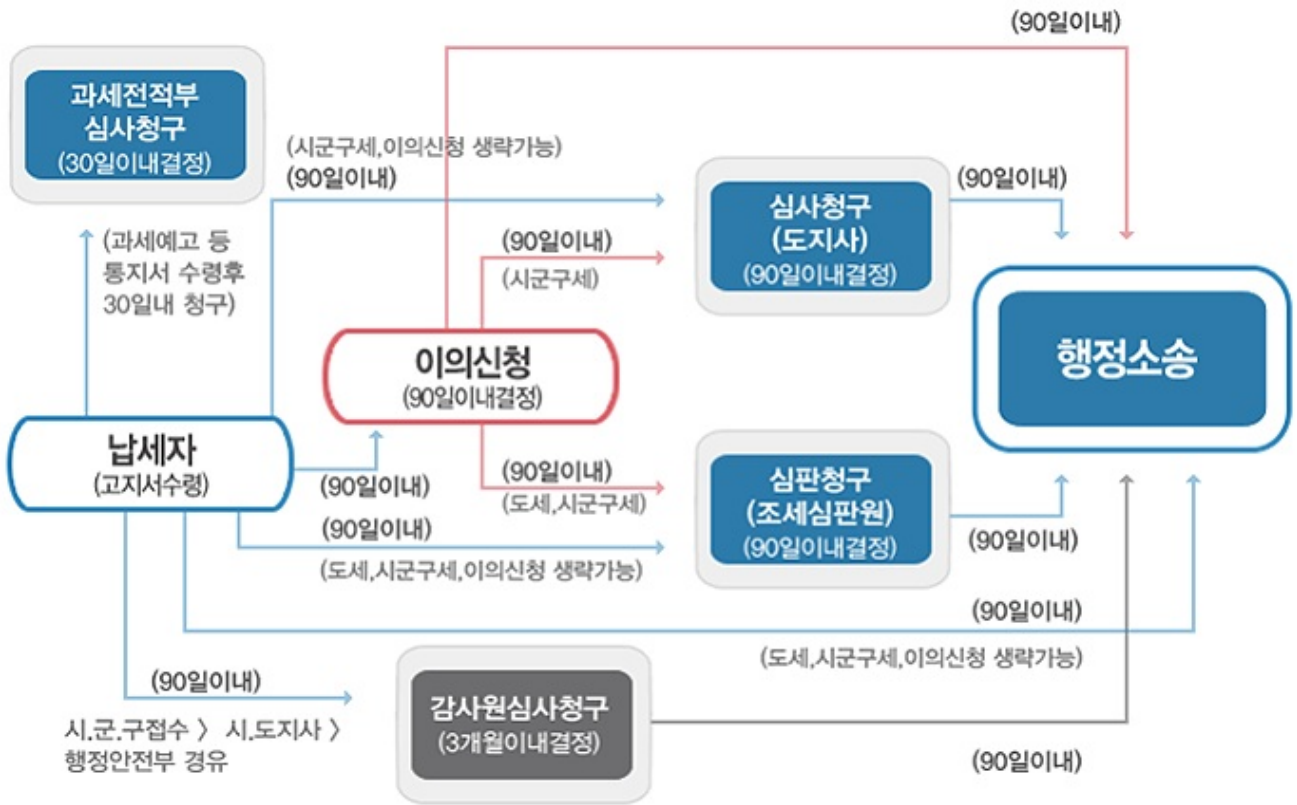 (90일이내)
과세전적부
심사청구
(30일이내결정)
(시군구세,이의신청 생략가능)
(90일이내)
(과세예고 등
통지서 수령후
30일내 청구)
심사청구
(도지사)
(90일이내결정)
(90일이내)
(90일이내)
(시군구세)
이의신청
(90일이내결정)
행정소송
납세자
(고지서수령)
(90일이내)
(90일이내)
(도세,시군구세)
심판청구
(조세심판원)
(90일이내결정)
(90일이내)
(90일이내)
(도세,시군구세,이의신청 생략가능)
(90일이내)
(도세,시군구세,이의신청 생략가능)
(90일이내)
시.군.구접수 〉 시.도지사 〉
행정안전부 경유
감사원심사청구
(3개월이내결정)
(90일이내)